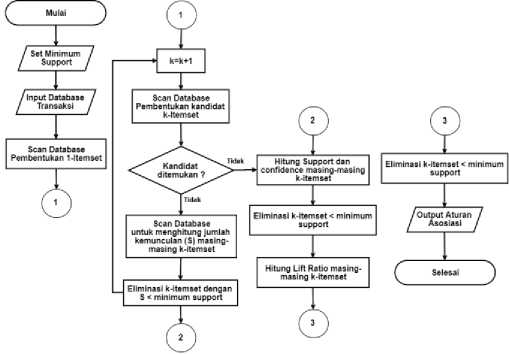 Mulai
Set Minimum
Support
Input Database
Transaksi
Scan Database
Pembentukan 1-Itemset
1
1
k=k+1
Scan Database
Pembentukan kandidat
k-Itemset
Kandidat
ditemukan ?
Tidak
Tidak
Scan Database
untuk menghitung jumlah
kemunculan (S) masing-
masing k-itemset
Eliminasi k-itemset dengan
S < minimum support
2
2
Hitung Support dan
confidence masing-masing
k-itemset
Eliminasi k-itemset < minimum
support
Hitung Lift Ratio masing-
masing k-itemset
3
3
Eliminasi k-itemset < minimum
support
Output Aturan
Asosiasi
Selesai